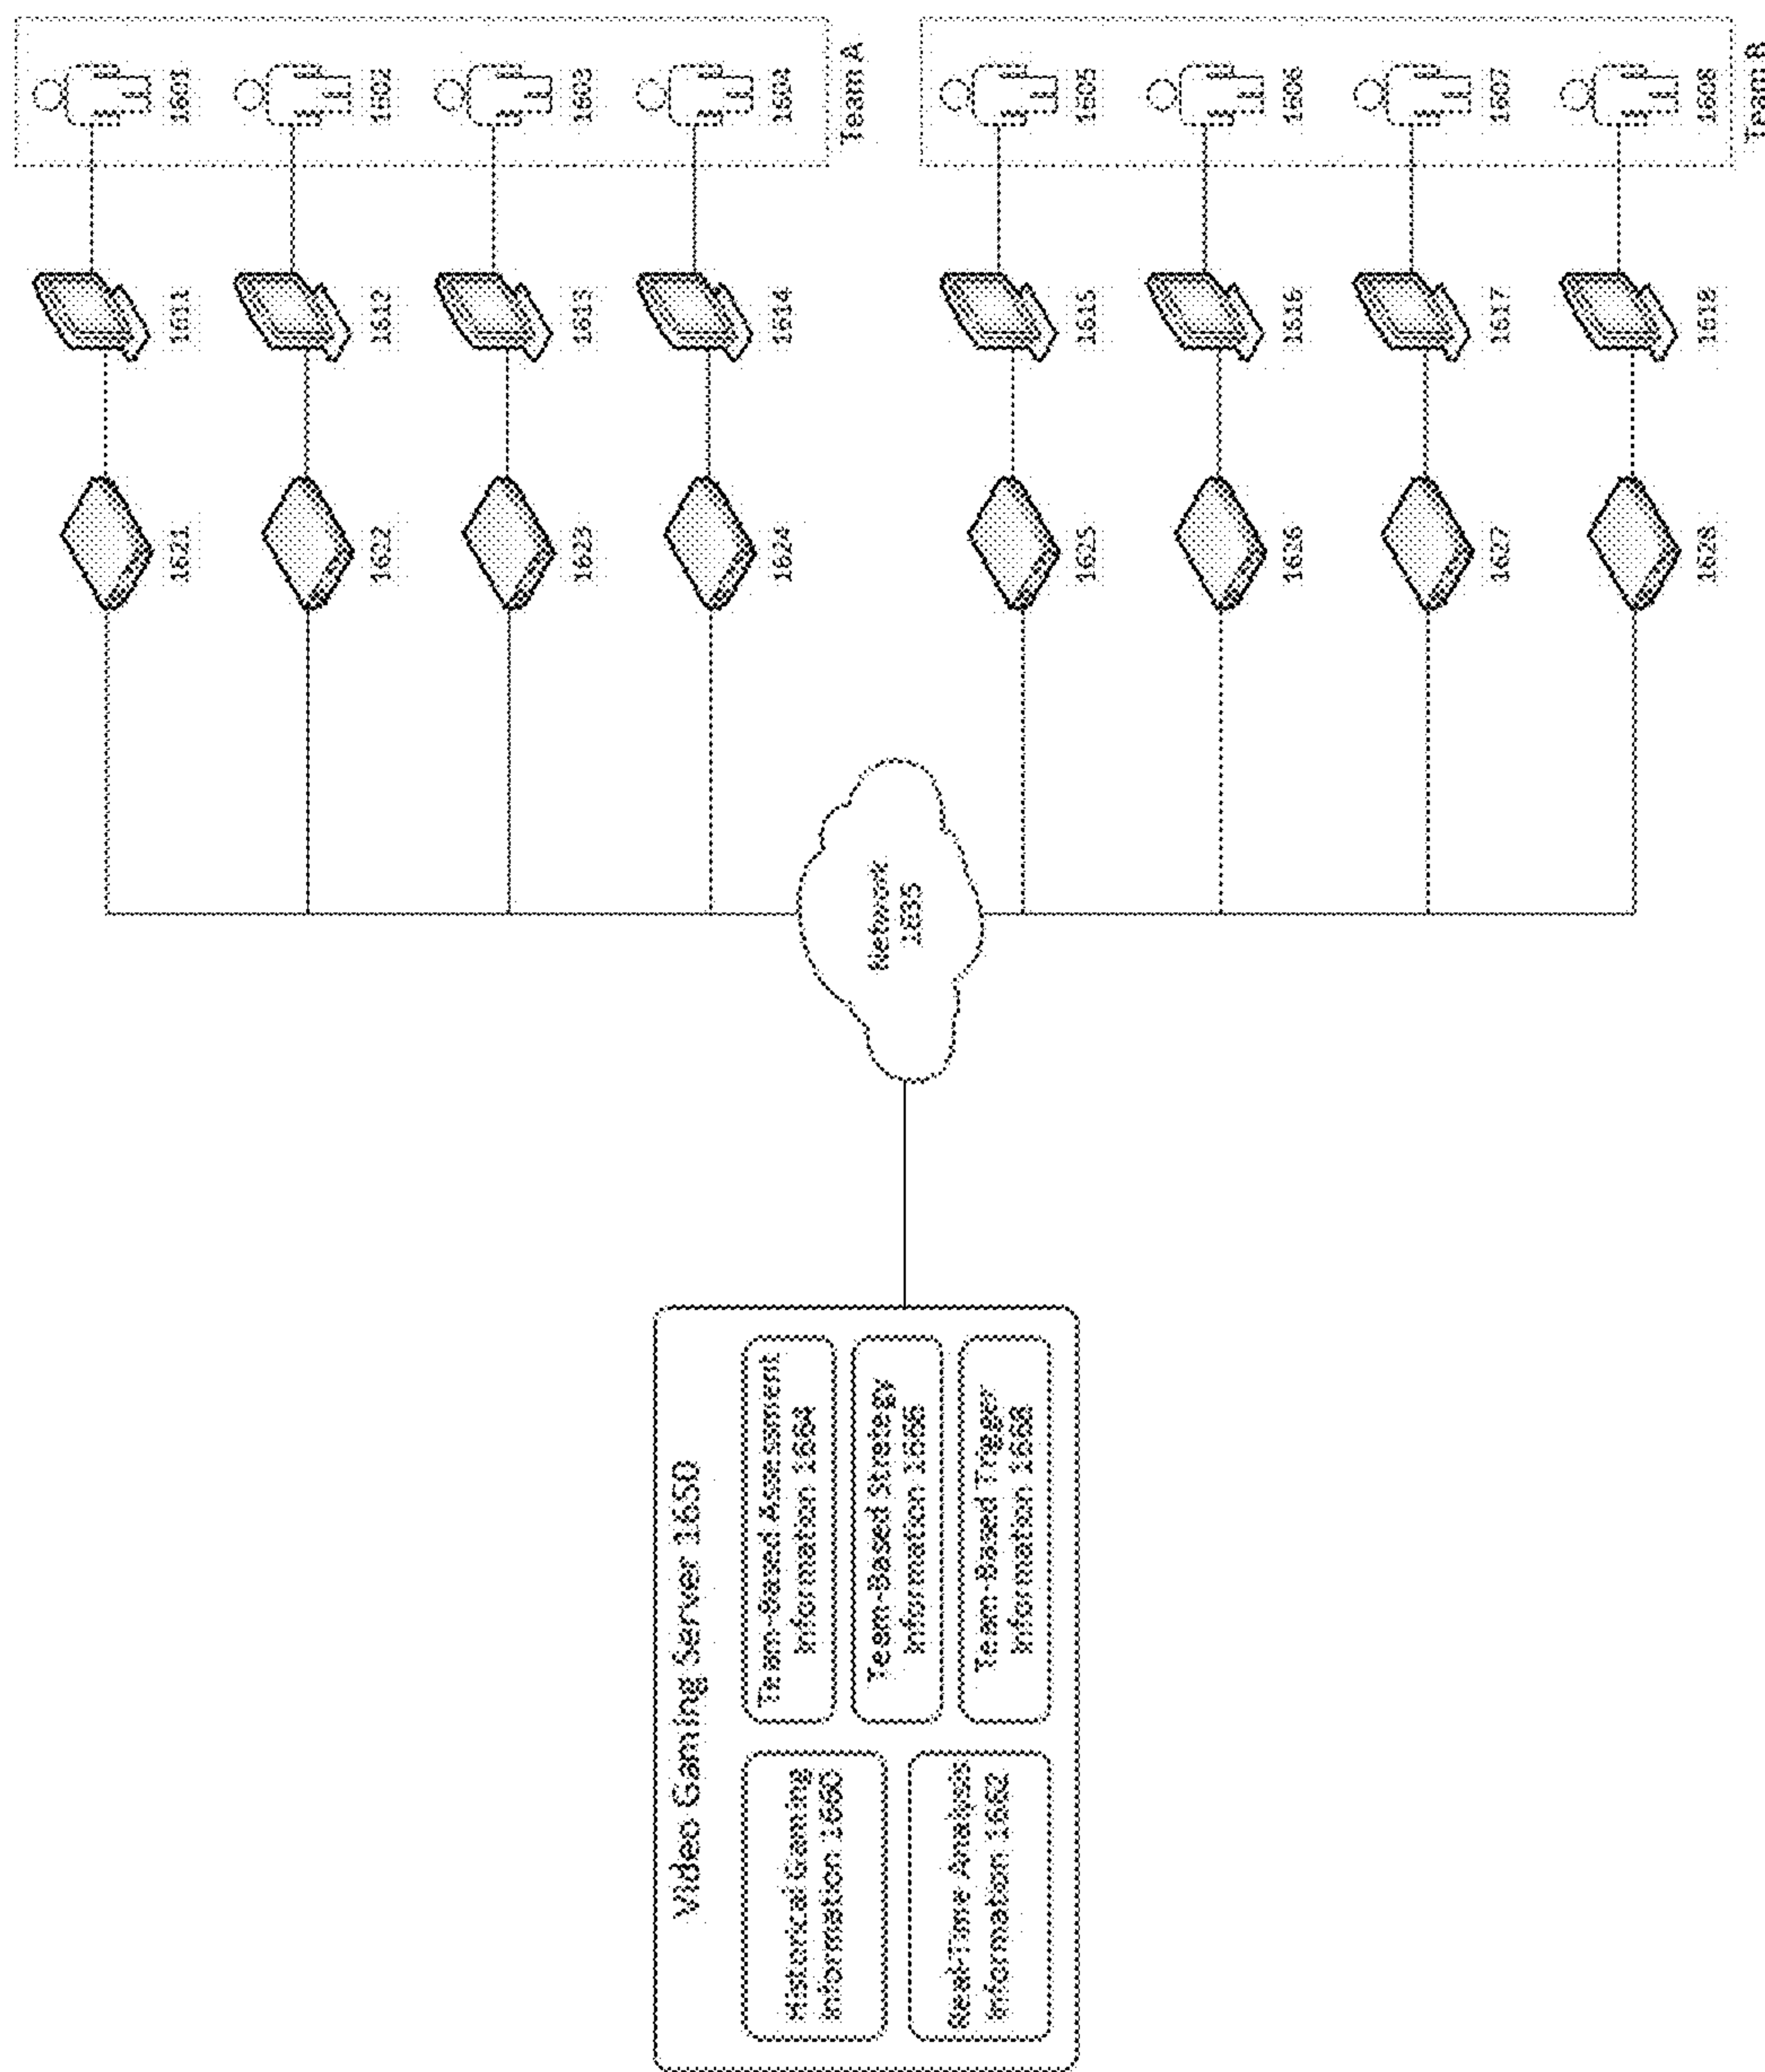 Video Gaming Server 1650
Historical Gaming
Information 1660
Real-Time Analysis
Information 1662
Team-Based Assessment
Information 1664
Team-Based Strategy
Information 1666
Team-Based Trigger
Information 1668
Network
1635
1621
1622
1623
1624
1625
1626
1627
1628
1611
1612
1613
1614
1615
1616
1617
1618
1601
1602
1603
1604
Team A
1605
1606
1607
1608
Team B